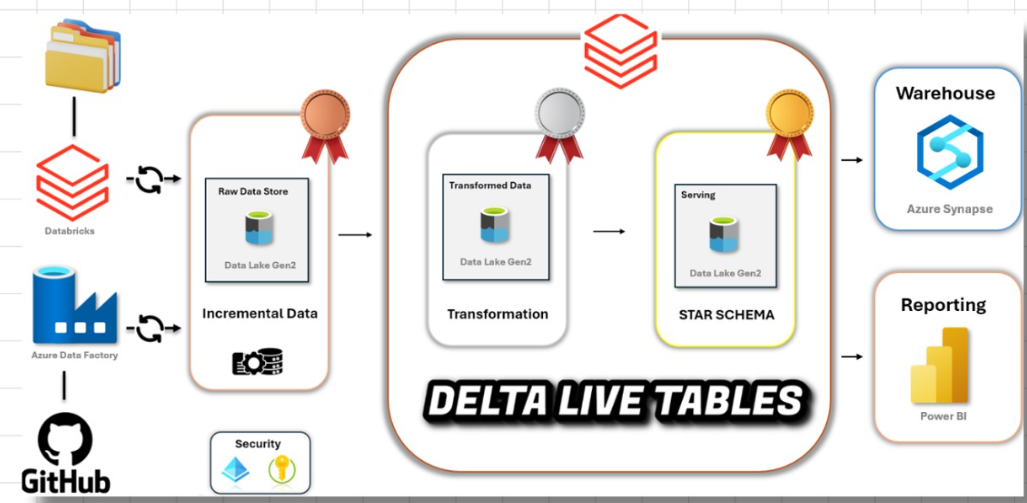 Databricks
Azure Data Factory
GitHub
Raw Data Store
Data Lake Gen2
Incremental Data
Security
Transformed Data
Data Lake Gen2
Transformation
Serving
Data Lake Gen2
STAR SCHEMA
DELTA LIVE TABLES
Warehouse
Azure Synapse
Reporting
Power BI